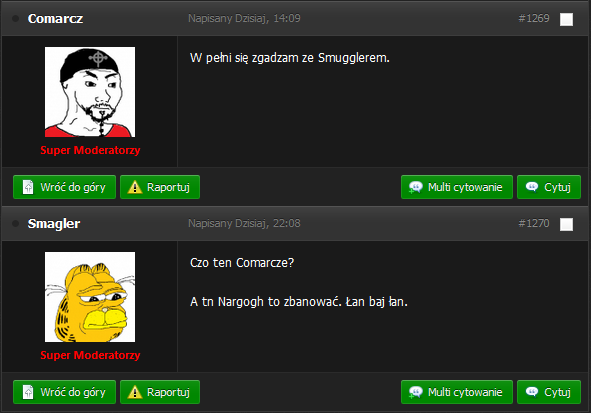 Comarcz
Napisany Dzisiaj, 14:09
#1269
W pełni się zgadzam ze Smugglerem.
Super Moderatorzy
Wróć do góry
Raportuj
Multi cytowanie
Cytuj
Smagler
Napisany Dzisiaj, 22:08
#1270
Czo ten Comarcze?
A tn Nargogh to zbanować. Łan baj łan.
Super Moderatorzy
Wróć do góry
Raportuj
Multi cytowanie
Cytuj